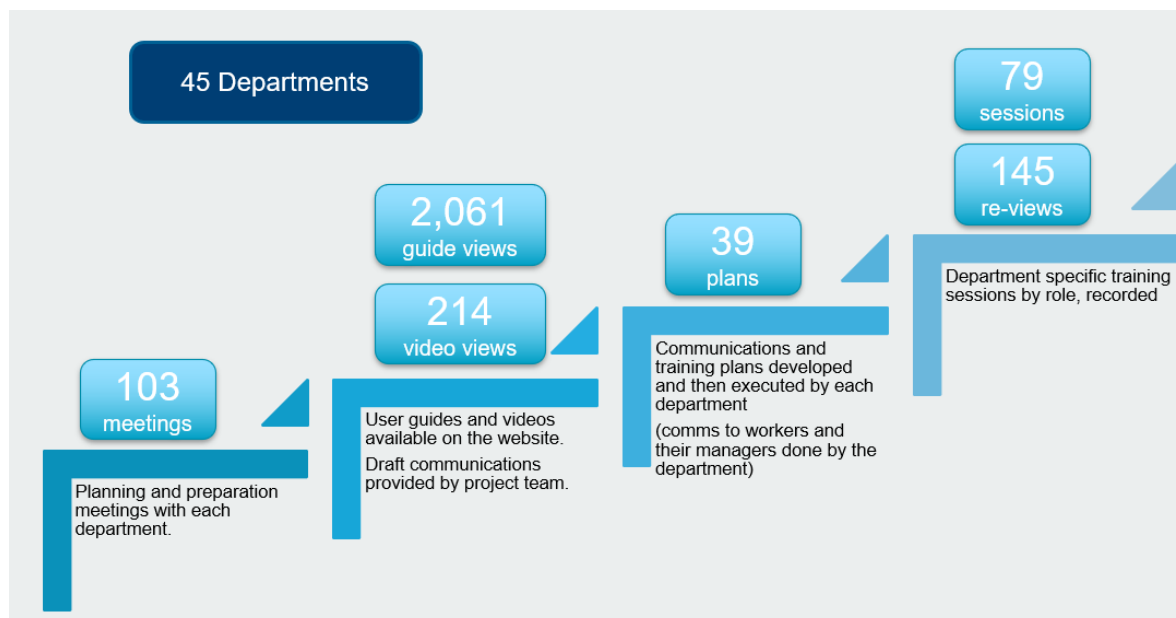 45 Departments
103
meetings
Planning and preparation
meetings with each
department.
2,061
guide views
214
video views
User guides and videos
available on the website.
Draft communications
provided by project team.
39
plans
Communications and
training plans developed
and then executed by each
department
(comms to workers and
their managers done by the
department)
79
sessions
145
re-views
Department specific training
sessions by role, recorded